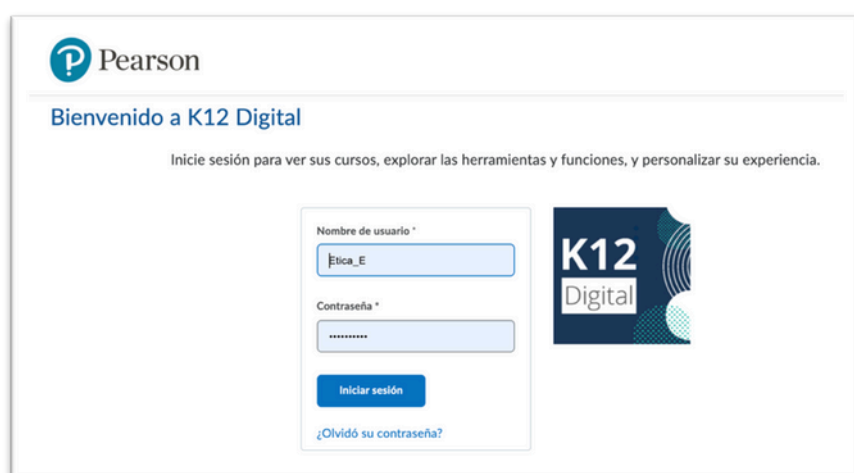 Pearson
Bienvenido a K12 Digital
Inicie sesión para ver sus cursos, explorar las herramientas y funciones, y personalizar su experiencia.
Nombre de usuario *
Etica_E
Contraseña *
••••••••••
Iniciar sesión
¿Olvidó su contraseña?
K12
Digital